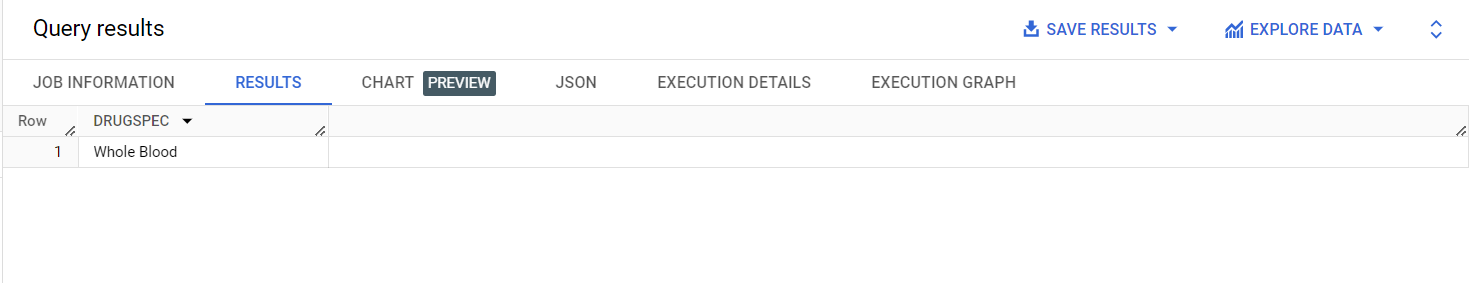 Query results SAVE RESULTS EXPLORE DATA
JOB INFORMATION RESULTS CHART PREVIEW JSON EXECUTION DETAILS EXECUTION GRAPH
Row DRUGSPEC
1 Whole Blood